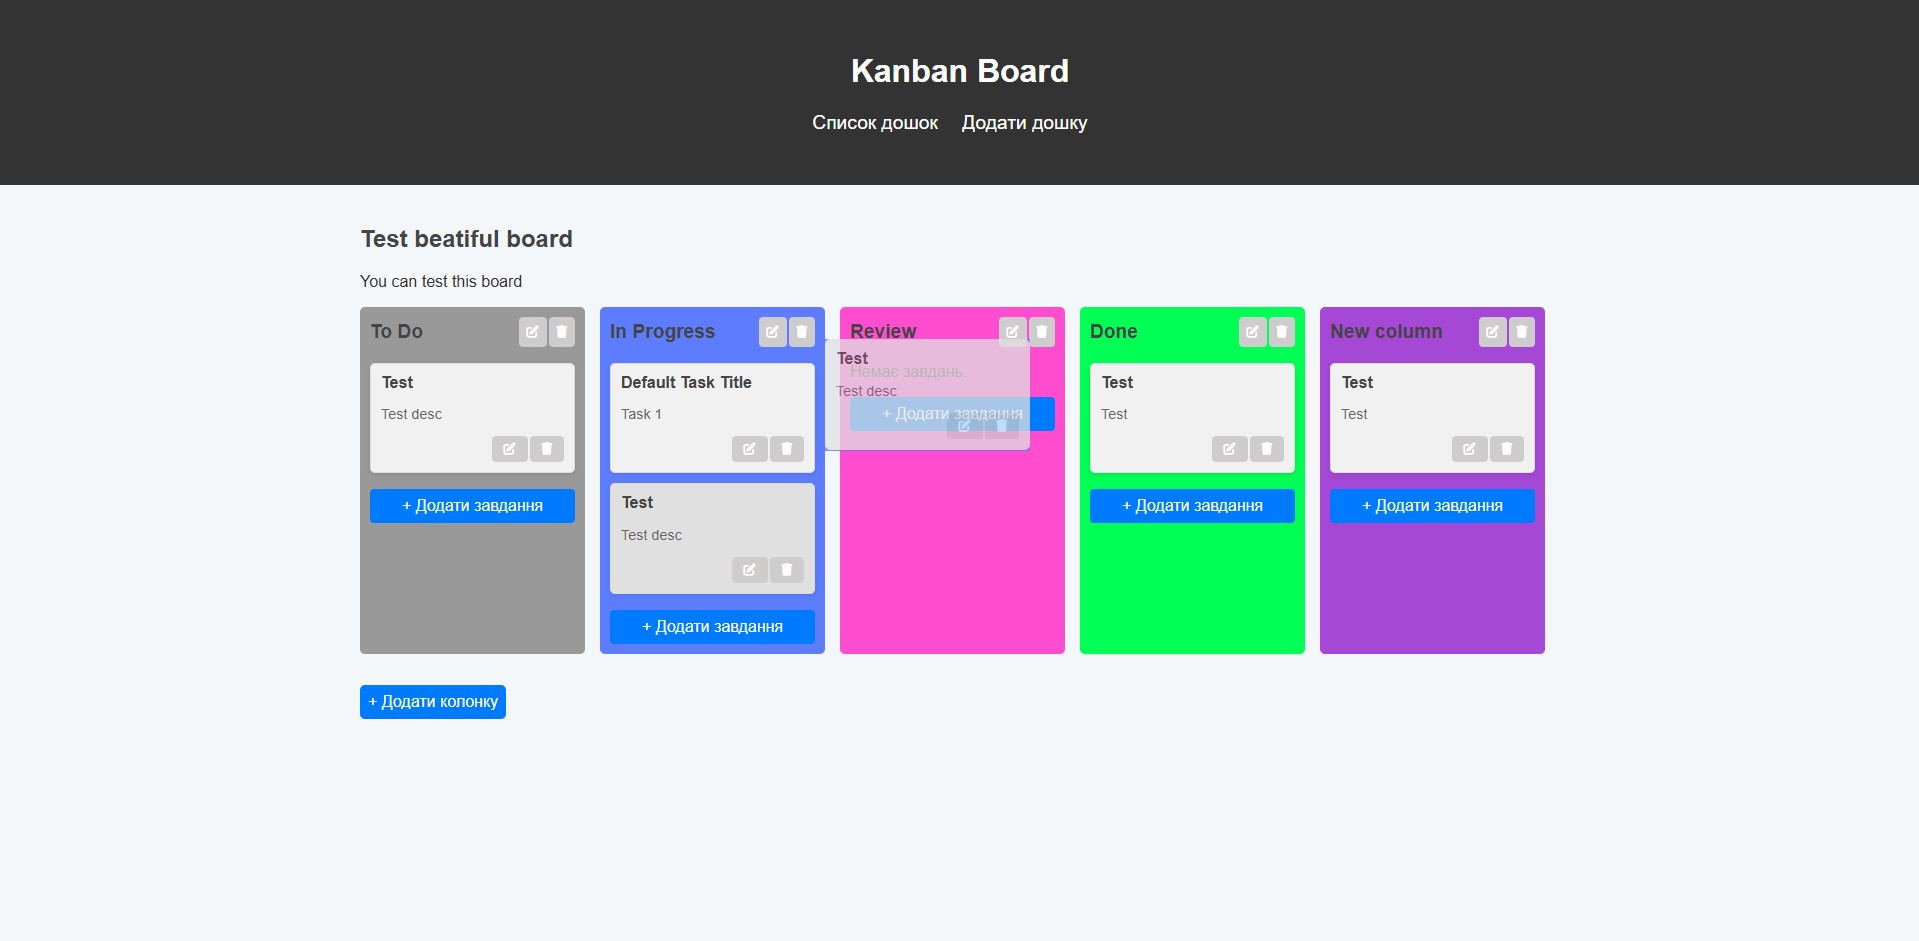 Kanban Board
Список дошок Додати дошку
Test beatiful board
You can test this board
To Do
Test
Test desc
+ Додати завдання
In Progress
Default Task Title
Task 1
Test
Test desc
+ Додати завдання
Review
Test
Немає завдань.
Test desc
+ Додати завдання
Done
Test
Test
+ Додати завдання
New column
Test
Test
+ Додати завдання
+ Додати колонку